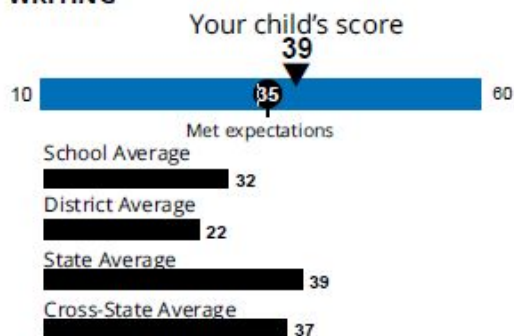 WRITING
Your child's score
39
10 35 60
Met expectations
School Average
32
District Average
22
State Average
39
Cross-State Average
37